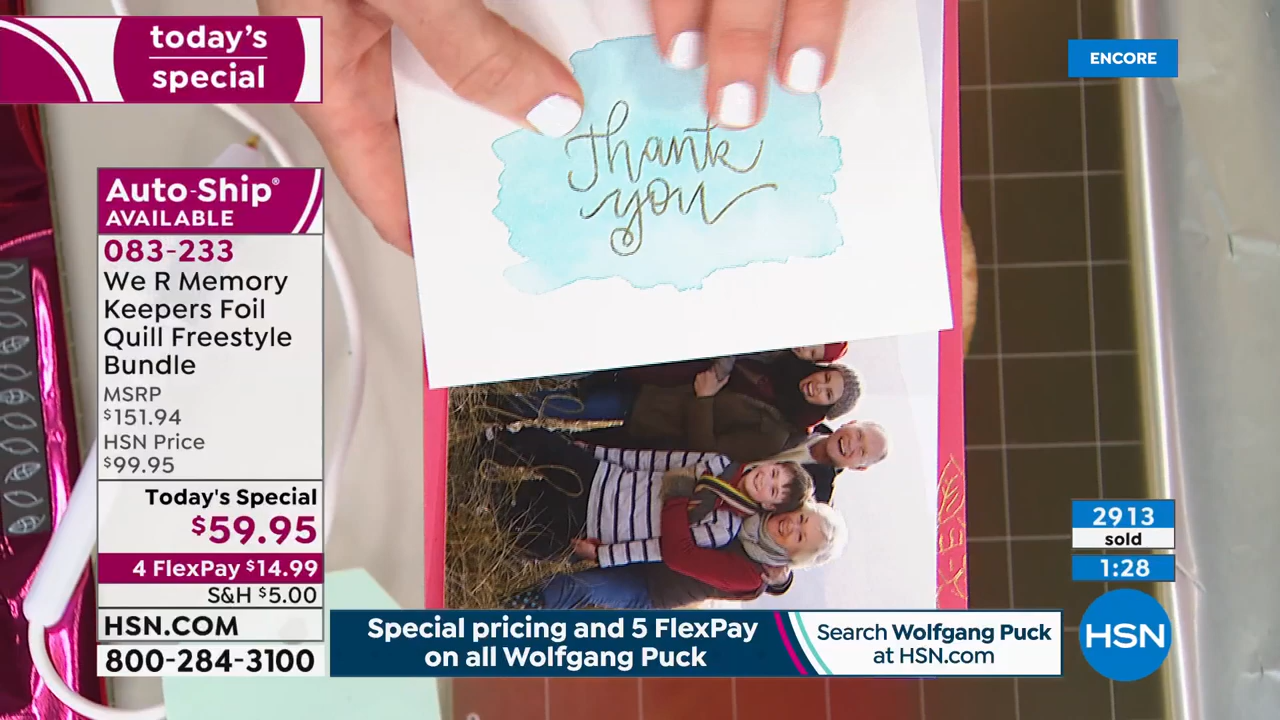 today's
special
ENCORE
Thank
you
Auto-Ship®
AVAILABLE
083-233
We R Memory
Keepers Foil
Quill Freestyle
Bundle
MSRP
$151.94
HSN Price
$99.95
Today's Special
$59.95
4 FlexPay $14.99
S&H $5.00
HSN.COM
800-284-3100
2913
sold
1:28
Special pricing and 5 FlexPay
on all Wolfgang Puck
Search Wolfgang Puck
at HSN.com
HSN